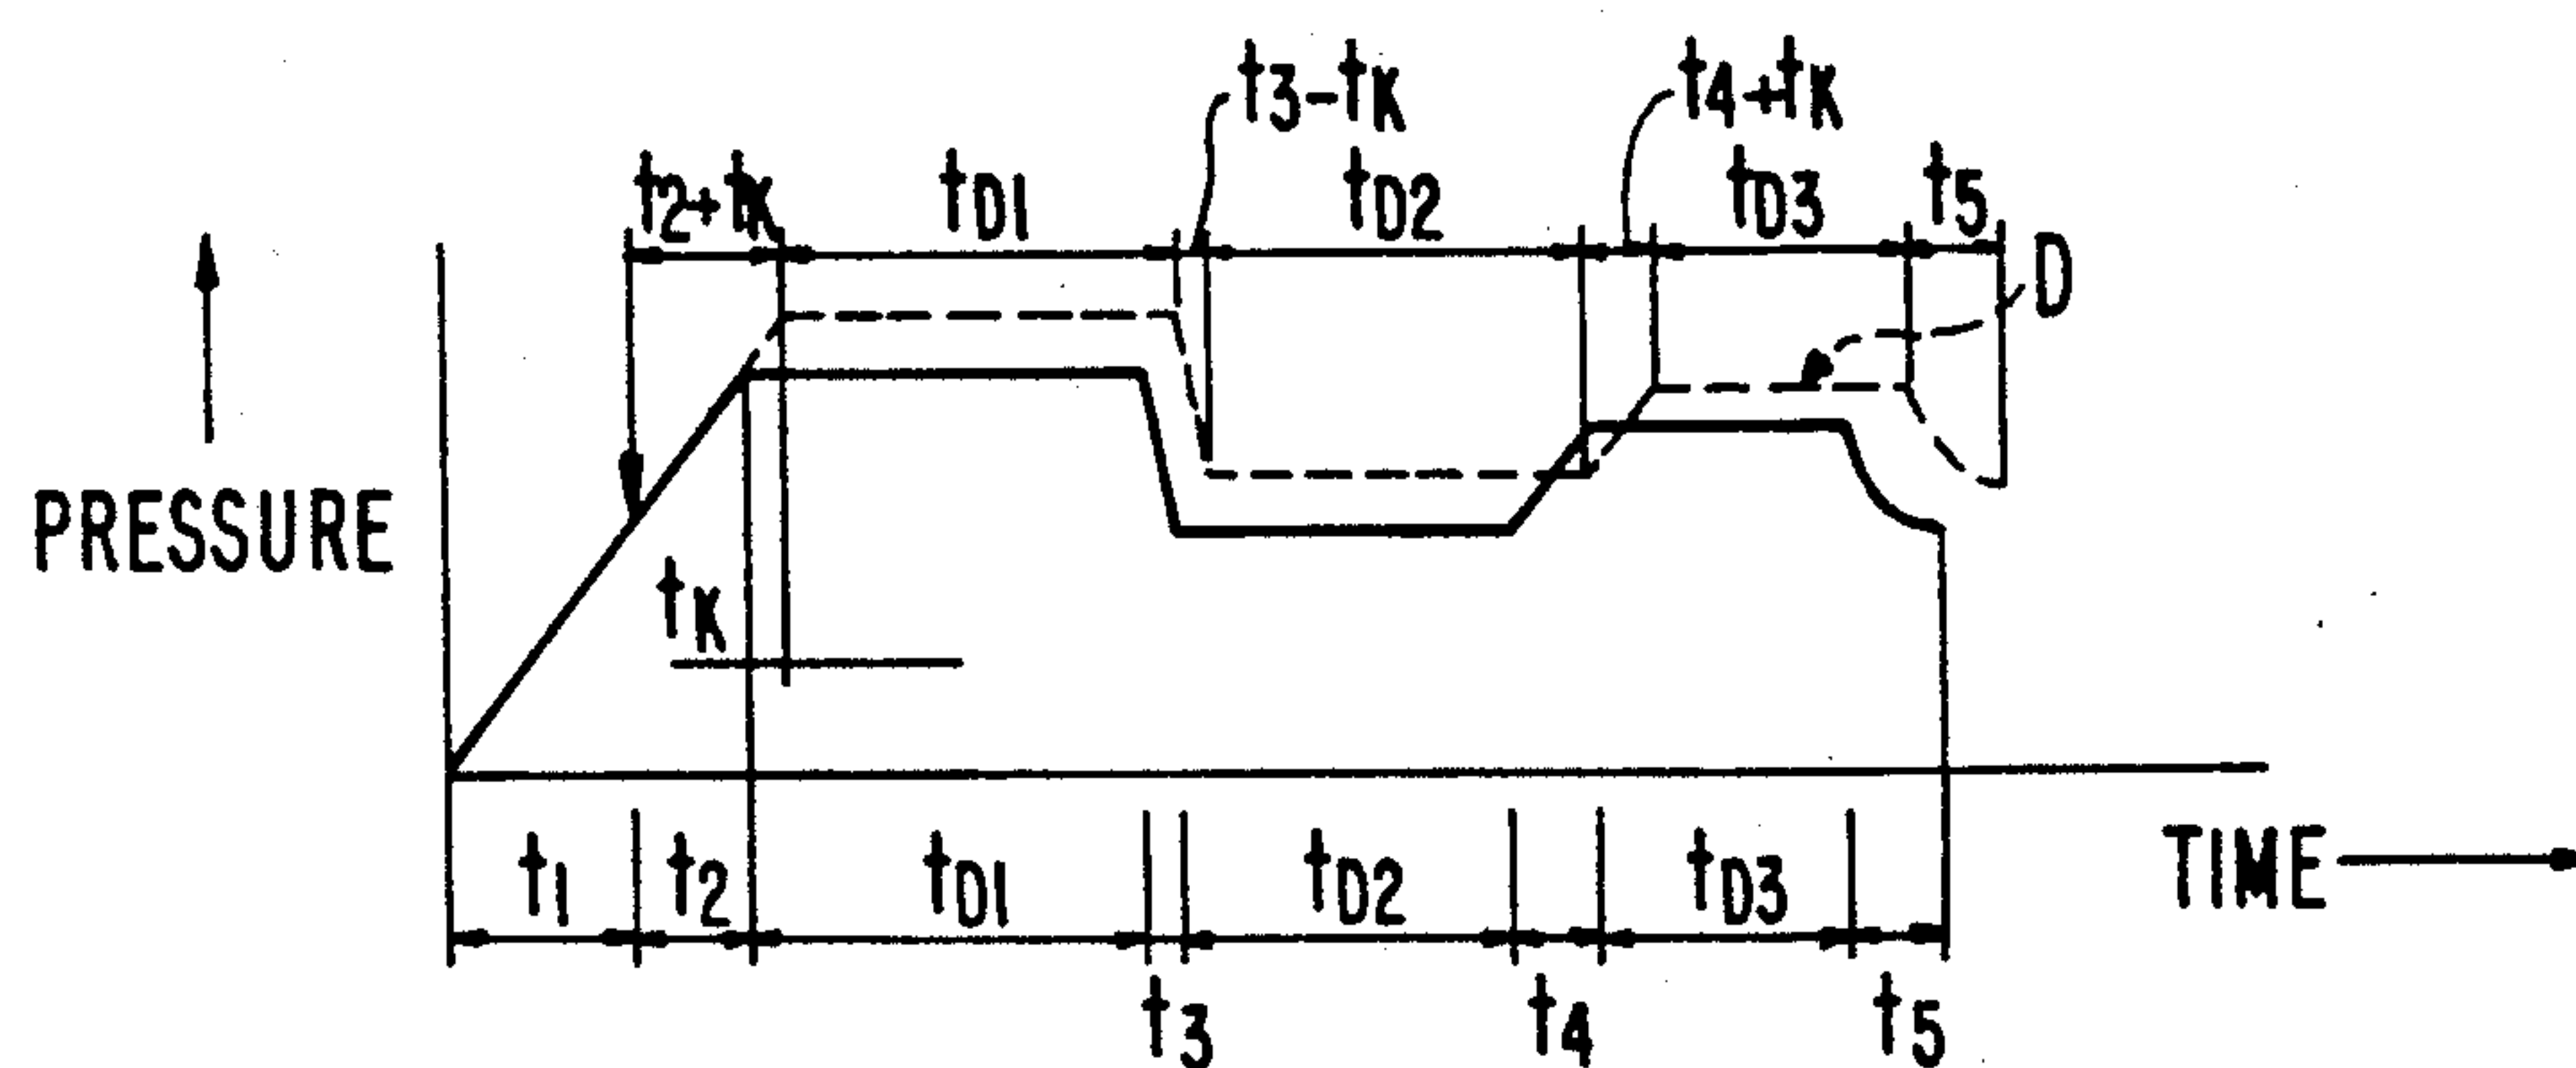 t3-tK
t4+tK
t2+tK
tD1
tD2
tD3
t5
D
PRESSURE
tK
t1
t2
tD1
tD2
tD3
TIME
t3
t4
t5